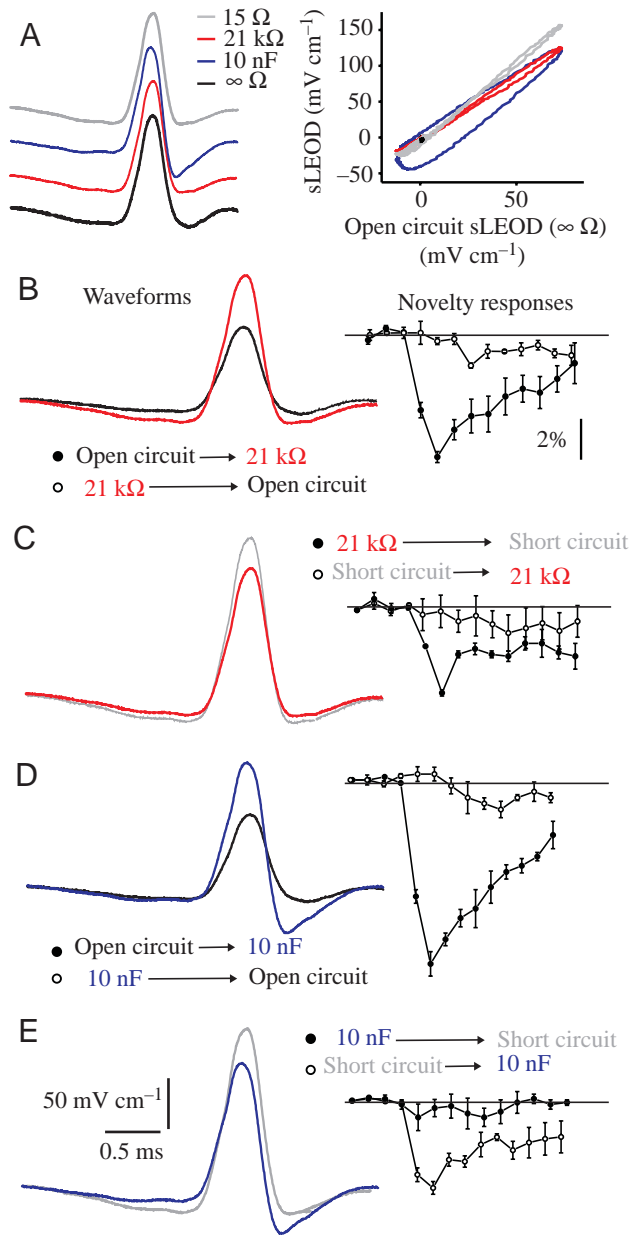 A
15 Ω
21 kΩ
10 nF
∞ Ω
sLEOD (mV cm–1)
150
100
50
0
–50
0
50
Open circuit sLEOD (∞ Ω)
(mV cm–1)
B
Waveforms
Novelty responses
2%
Open circuit → 21 kΩ
21 kΩ → Open circuit
C
21 kΩ → Short circuit
Short circuit → 21 kΩ
D
Open circuit → 10 nF
10 nF → Open circuit
E
10 nF → Short circuit
Short circuit → 10 nF
50 mV cm–1
0.5 ms